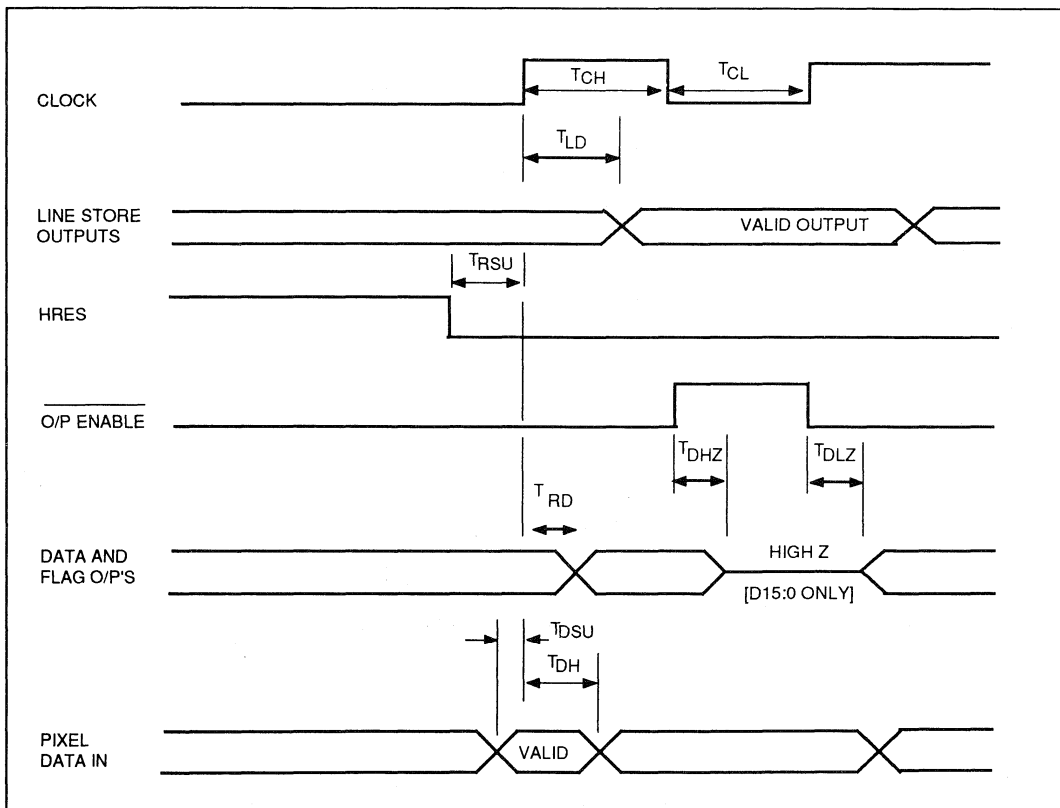 TCH
TCL
CLOCK
TLD
LINE STORE
OUTPUTS
VALID OUTPUT
TRSU
HRES
O/P ENABLE
TDHZ
TDLZ
TRD
DATA AND
FLAG O/P'S
HIGH Z
[D15:0 ONLY]
TDSU
TDH
PIXEL
DATA IN
VALID